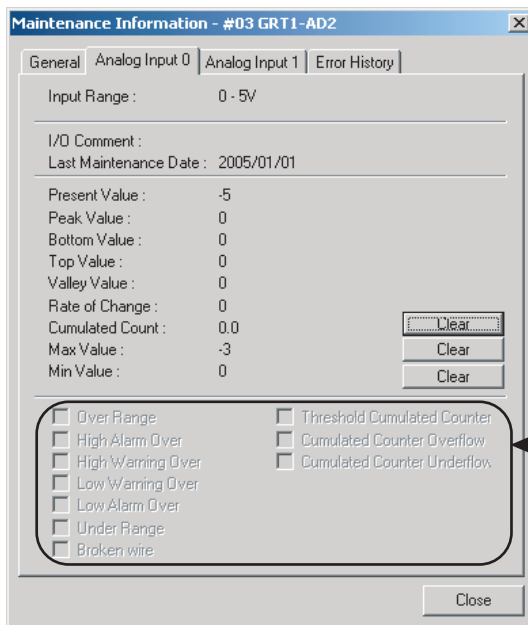 Maintenance Information - #03 GRT1-AD2
General Analog Input 0 Analog Input 1 Error History
Input Range : 0 - 5V
I/O Comment :
Last Maintenance Date : 2005/01/01
Present Value : -5
Peak Value : 0
Bottom Value : 0
Top Value : 0
Valley Value : 0
Rate of Change : 0
Cumulated Count : 0.0 Clear
Max Value : -3 Clear
Min Value : 0 Clear
Over Range Threshold Cumulated Counter
High Alarm Over Cumulated Counter Overflow
High Warning Over Cumulated Counter Underflow
Low Warning Over
Low Alarm Over
Under Range
Broken wire
Close